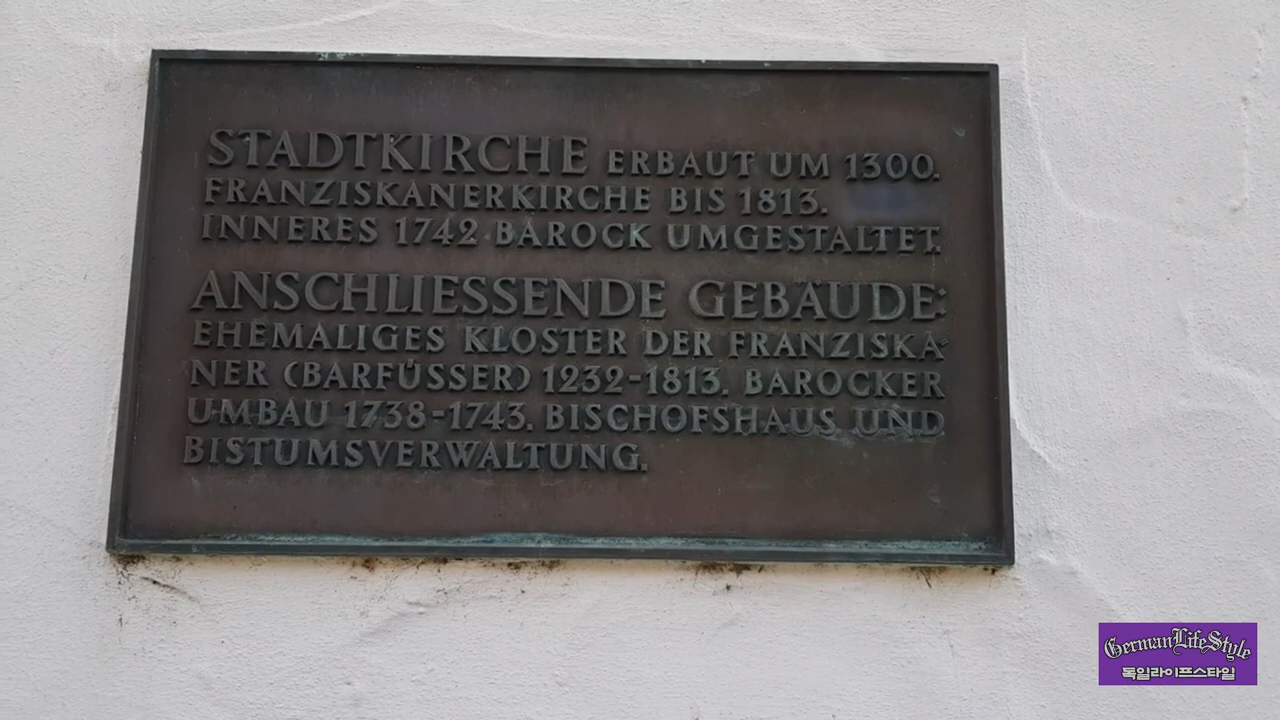 STADTKIRCHE ERBAUT UM 1300.
FRANZISKANERKIRCHE BIS 1813.
INNERES 1742 BAROCK UMGESTALTET.
ANSCHLIESSENDE GEBÄUDE:
EHEMALIGES KLOSTER DER FRANZISKA-
NER (BARFÜSSER) 1232-1813. BAROCKER
UMBAU 1738-1743. BISCHOFSHAUS UND
BISTUMSVERWALTUNG.
GermanLifeStyle
독일라이프스타일